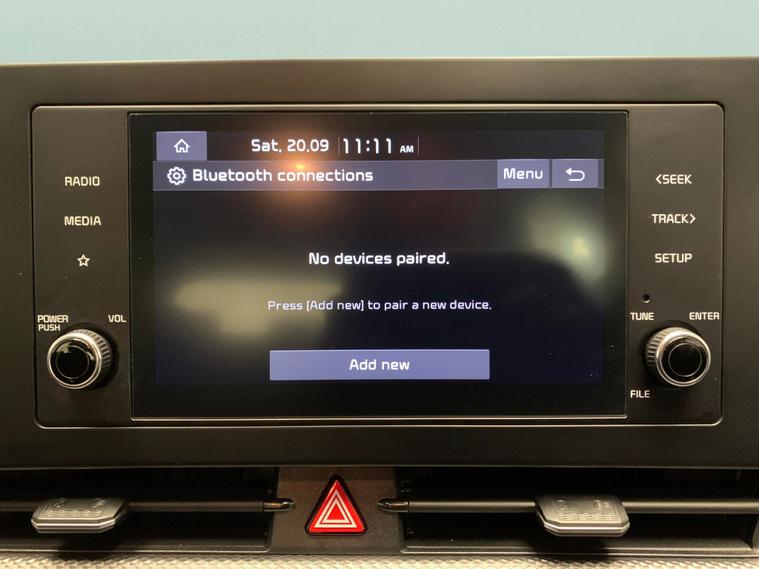 Sat, 20.09 11:11 AM
Bluetooth connections Menu
No devices paired.
Press [Add new] to pair a new device.
Add new
RADIO
MEDIA
POWER
PUSH
VOL
<SEEK
TRACK>
SETUP
TUNE
ENTER
FILE